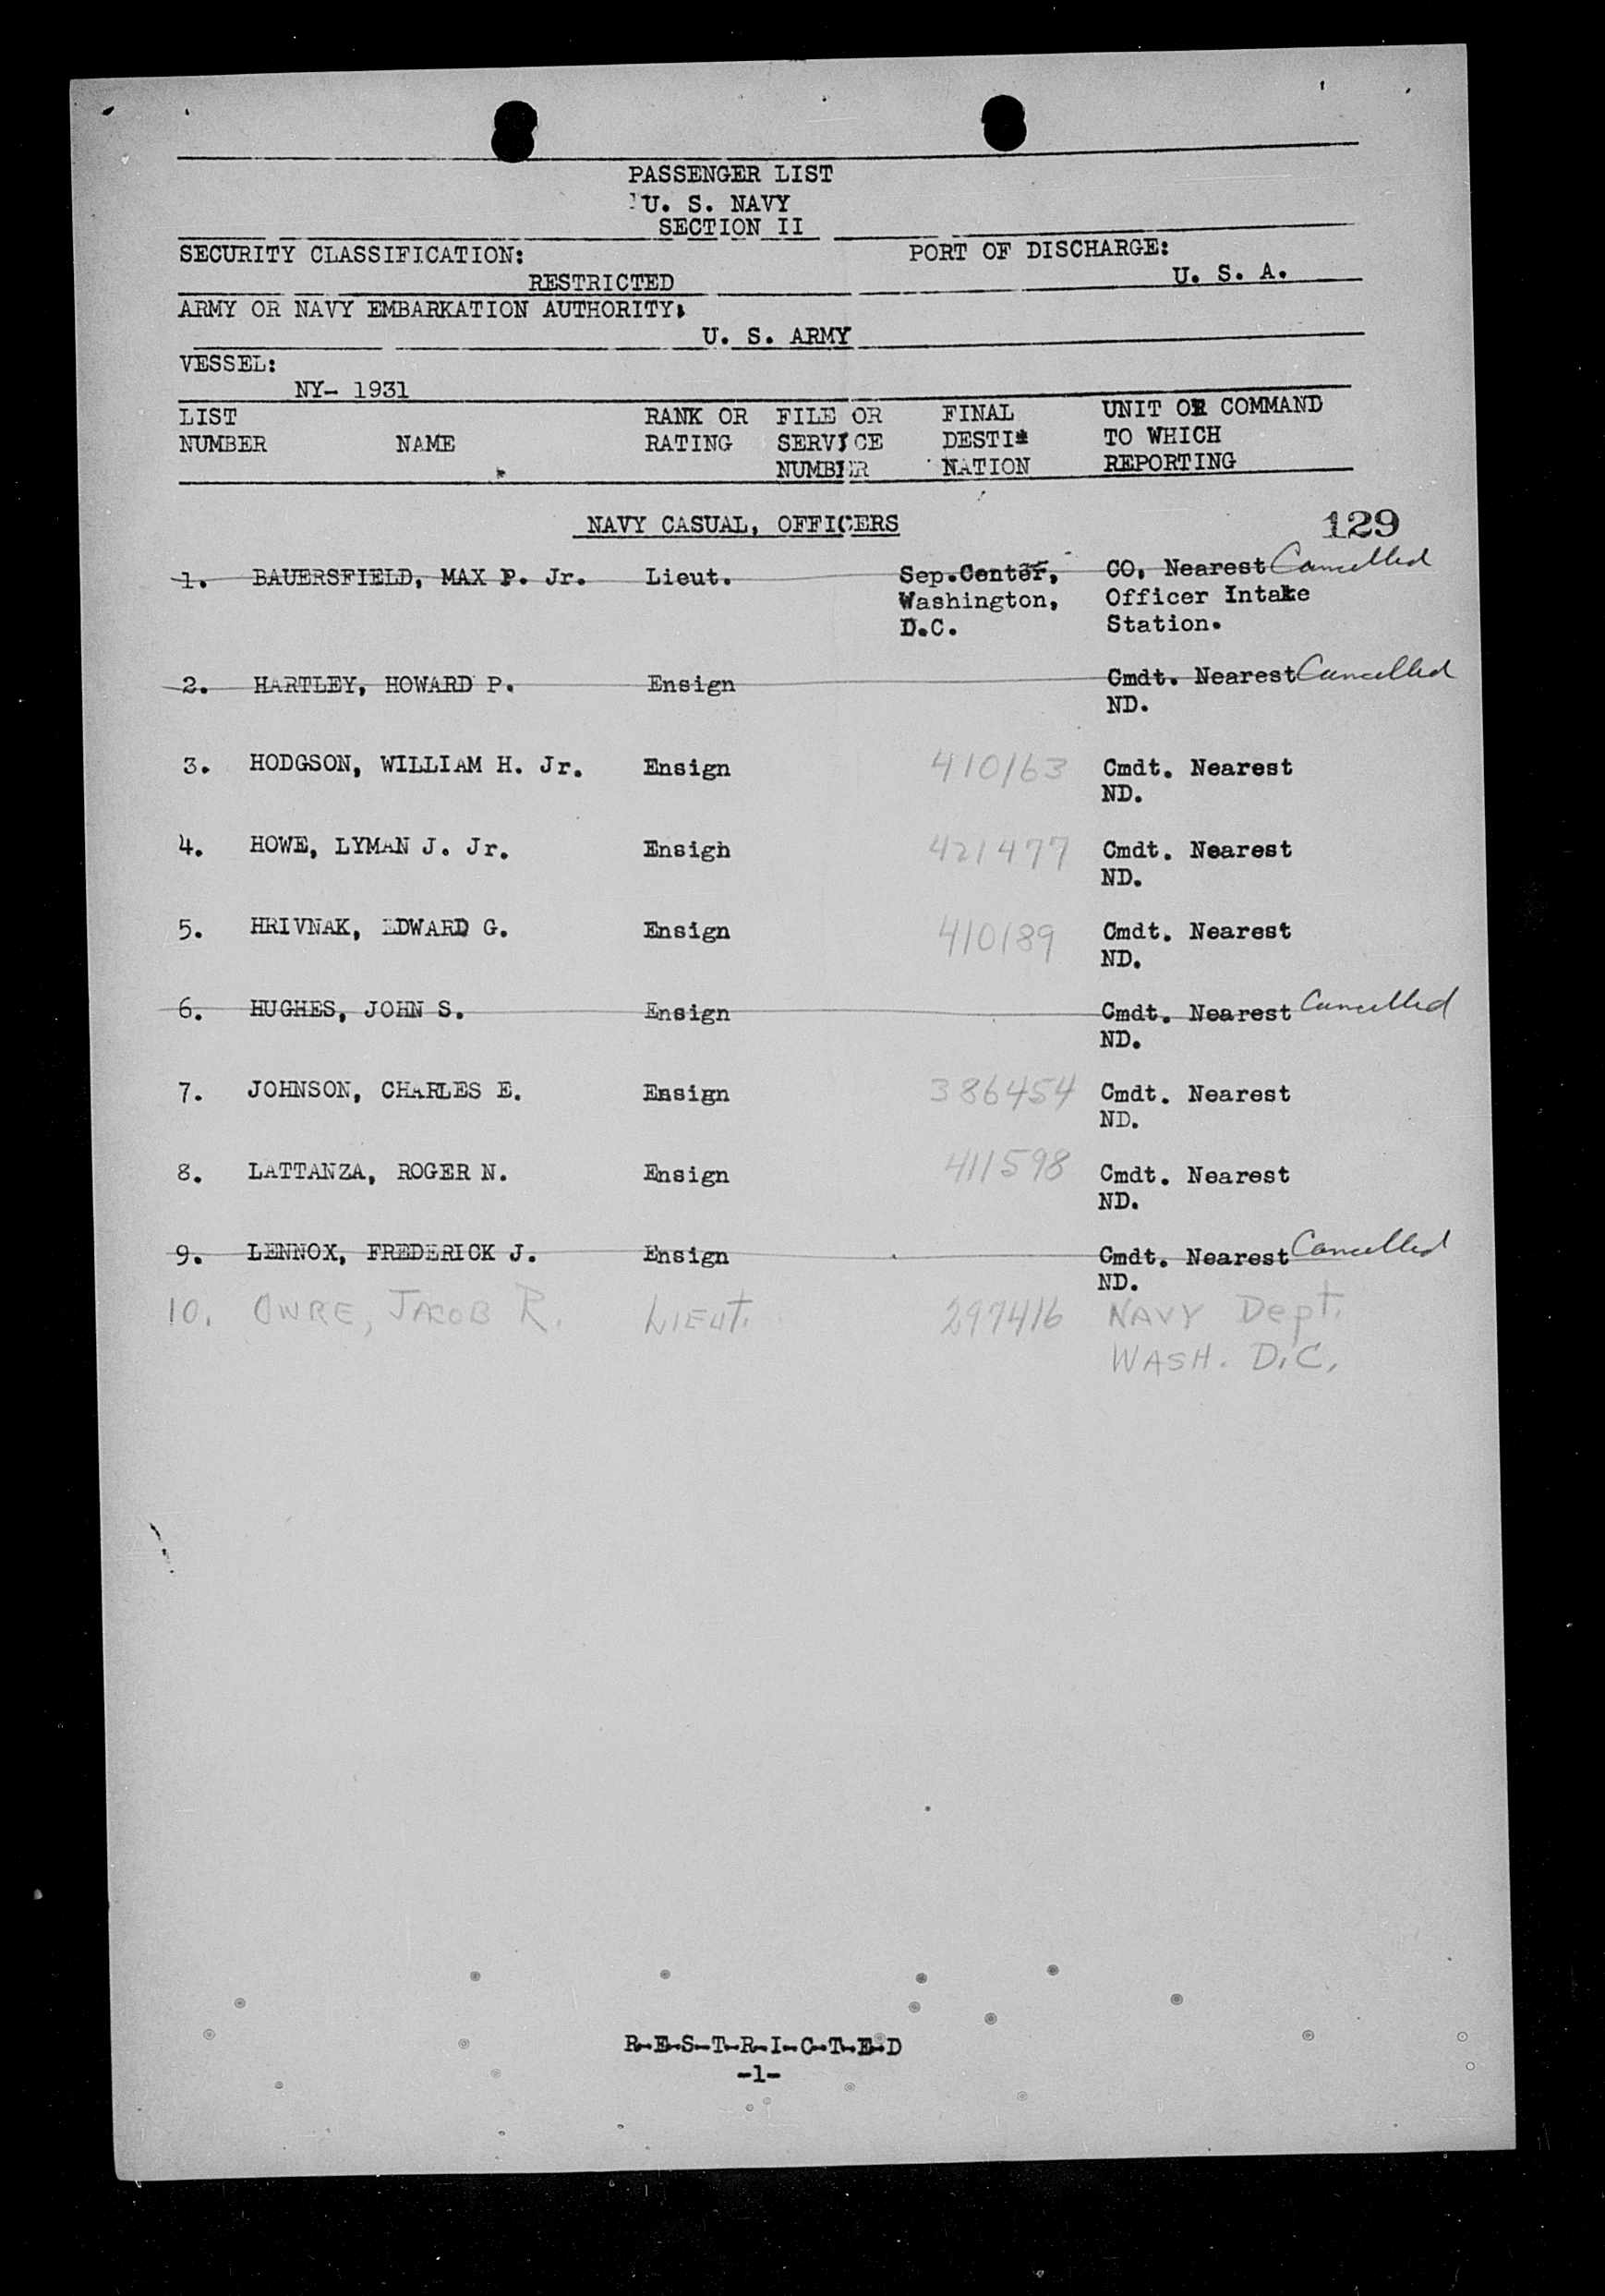 PASSENGER LIST
U. S. NAVY
SECTION II
SECURITY CLASSIFICATION: PORT OF DISCHARGE:
RESTRICTED U. S. A.
ARMY OR NAVY EMBARKATION AUTHORITY:
U. S. ARMY
VESSEL:
NY- 1931
LIST RANK OR FILE OR FINAL UNIT OR COMMAND
NUMBER NAME RATING SERVICE DESTI- TO WHICH
NUMBER NATION REPORTING
NAVY CASUAL, OFFICERS 129
1. BAUERSFIELD, MAX P. Jr. Lieut. Sep.Center, CO, Nearest Cancelled
Washington, Officer Intake
D.C. Station.
2. HARTLEY, HOWARD P. Ensign Cmdt. Nearest Cancelled
ND.
3. HODGSON, WILLIAM H. Jr. Ensign 410163 Cmdt. Nearest
ND.
4. HOWE, LYMAN J. Jr. Ensign 421477 Cmdt. Nearest
ND.
5. HRIVNAK, EDWARD G. Ensign 410189 Cmdt. Nearest
ND.
6. HUGHES, JOHN S. Ensign Cmdt. Nearest Cancelled
ND.
7. JOHNSON, CHARLES E. Ensign 386454 Cmdt. Nearest
ND.
8. LATTANZA, ROGER N. Ensign 411598 Cmdt. Nearest
ND.
9. LENNOX, FREDERICK J. Ensign Cmdt. Nearest Cancelled
ND.
10. OWRE, JACOB R. LIEUT. 297416 NAVY Dept.
WASH. D.C.
R-E-S-T-R-I-C-T-E-D
-1-